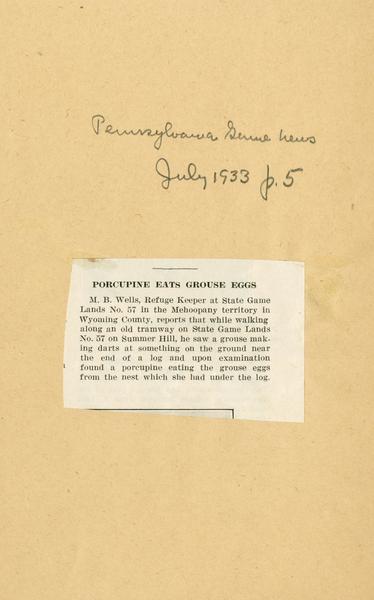 Pennsylvania Game News
July 1933 p. 5
PORCUPINE EATS GROUSE EGGS
M. B. Wells, Refuge Keeper at State Game
Lands No. 57 in the Mehoopany territory in
Wyoming County, reports that while walking
along an old tramway on State Game Lands
No. 57 on Summer Hill, he saw a grouse mak-
ing darts at something on the ground near
the end of a log and upon examination
found a porcupine eating the grouse eggs
from the nest which she had under the log.